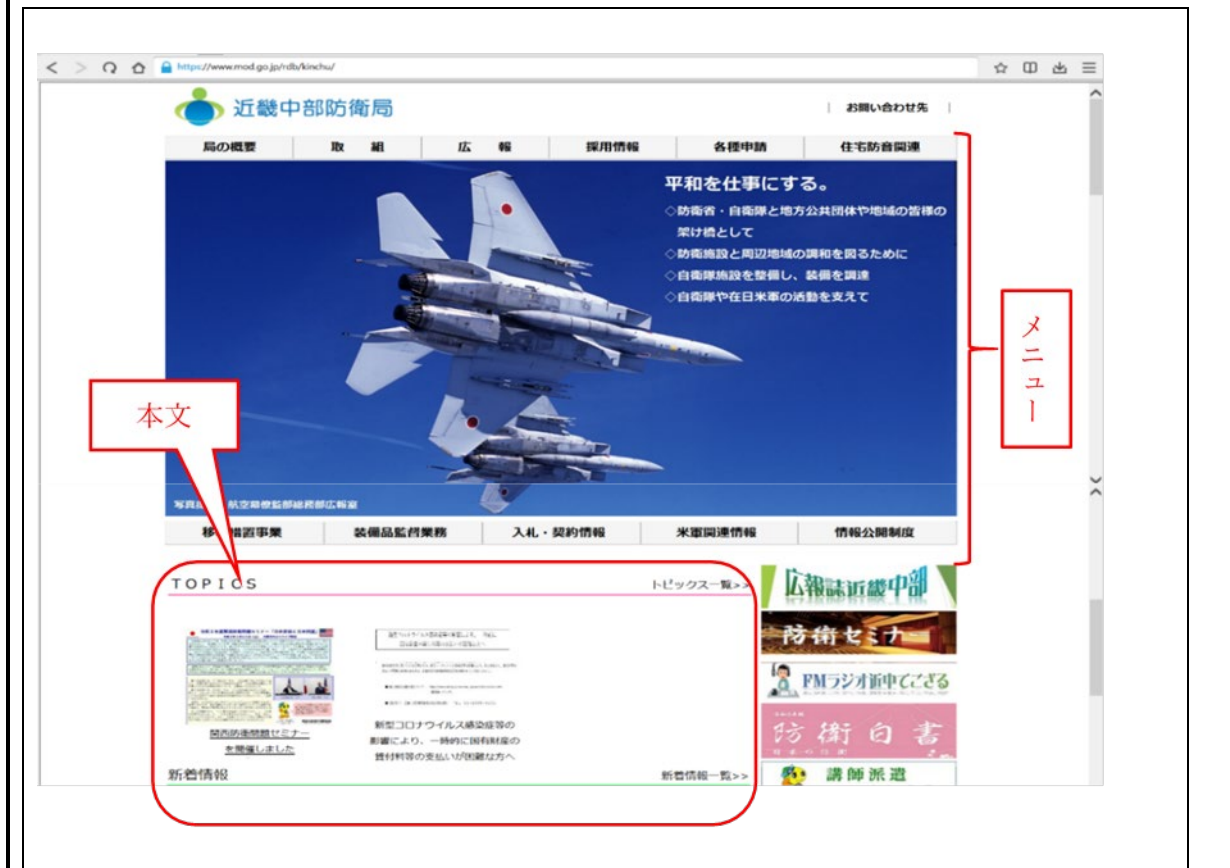 https://www.mod.go.jp/rdb/kinchu/
近畿中部防衛局
お問い合わせ先
局の概要 取 組 広 報 採用情報 各種申請 住宅防音関連
平和を仕事にする。
◇防衛省・自衛隊と地方公共団体や地域の皆様の
架け橋として
◇防衛施設と周辺地域の調和を図るために
◇自衛隊施設を整備し、装備を調達
◇自衛隊や在日米軍の活動を支えて
メニュー
本文
航空幕僚監部総務部広報室
措置事業 装備品監督業務 入札・契約情報 米軍関連情報 情報公開制度
TOPICS
トピックス一覧>>
広報誌近畿中部
防衛セミナー
FMラジオ近中でござる
防衛白書
講師派遣
関西防衛問題セミナー
を開催しました
新型コロナウイルス感染症等の
影響により、一時的に国有財産の
貸付料等の支払いが困難な方へ
新着情報
新着情報一覧>>